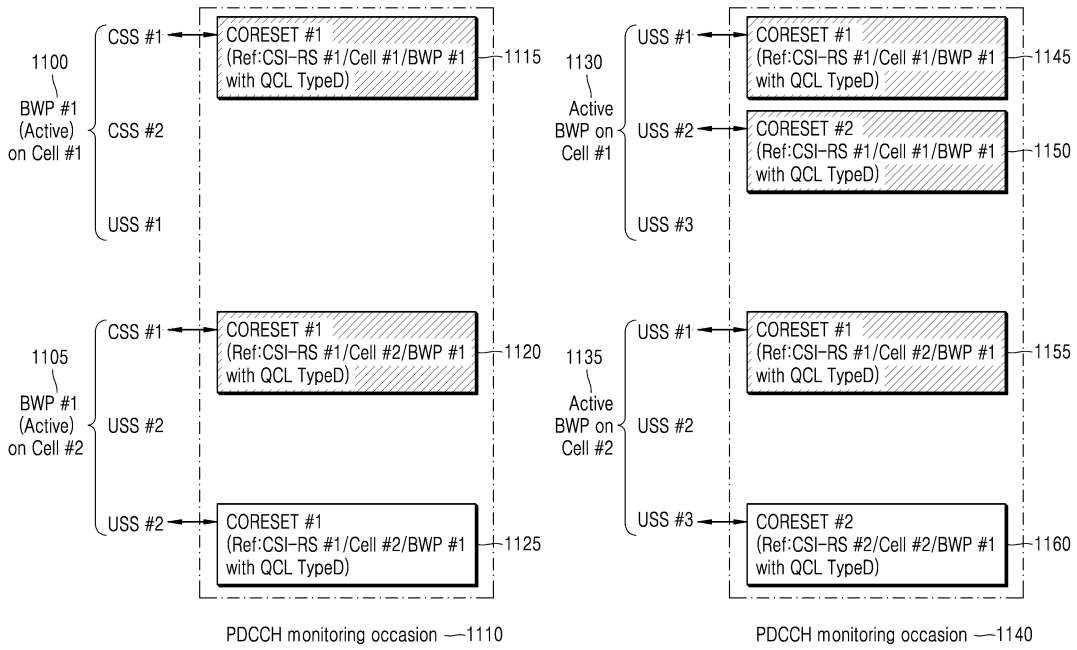 CSS #1
CORESET #1
(Ref:CSI-RS #1/Cell #1/BWP #1
with QCL TypeD)
1115
1100
BWP #1
(Active)
on Cell #1
CSS #2
USS #1
CSS #1
CORESET #1
(Ref:CSI-RS #1/Cell #2/BWP #1
with QCL TypeD)
1120
1105
BWP #1
(Active)
on Cell #2
USS #2
USS #2
CORESET #1
(Ref:CSI-RS #1/Cell #2/BWP #1
with QCL TypeD)
1125
PDCCH monitoring occasion
1110
USS #1
CORESET #1
(Ref:CSI-RS #1/Cell #1/BWP #1
with QCL TypeD)
1145
1130
Active
BWP on
Cell #1
USS #2
CORESET #2
(Ref:CSI-RS #1/Cell #1/BWP #1
with QCL TypeD)
1150
USS #3
USS #1
CORESET #1
(Ref:CSI-RS #1/Cell #2/BWP #1
with QCL TypeD)
1155
1135
Active
BWP on
Cell #2
USS #2
USS #3
CORESET #2
(Ref:CSI-RS #2/Cell #2/BWP #1
with QCL TypeD)
1160
PDCCH monitoring occasion
1140